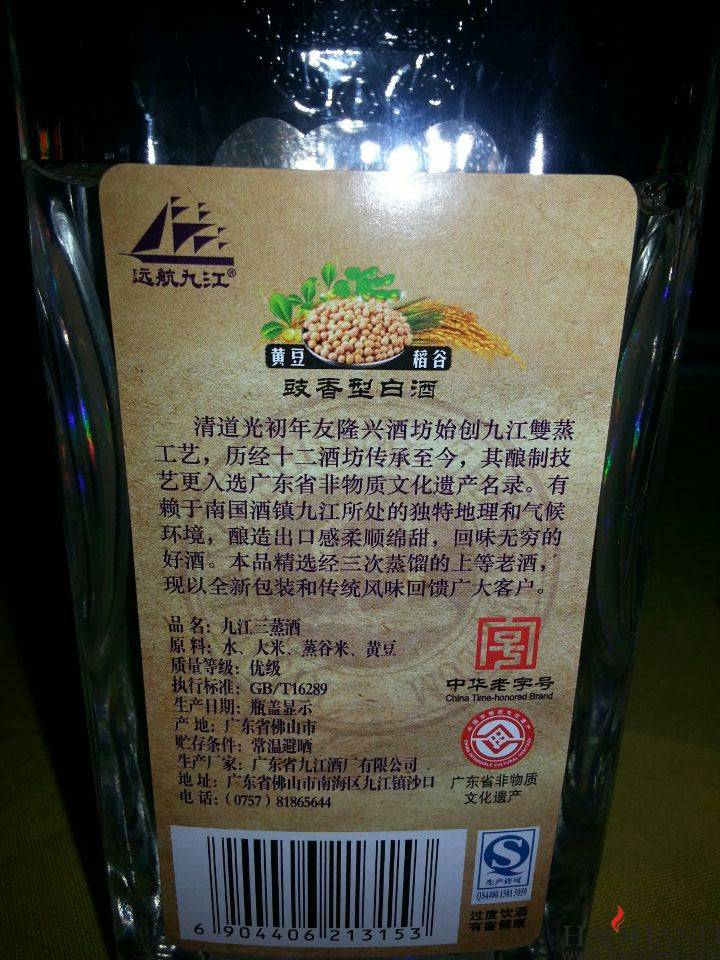 远航九江®
黄豆 稻谷
豉香型白酒
清道光初年友隆兴酒坊始创九江雙蒸
工艺，历经十二酒坊传承至今，其酿制技
艺更入选广东省非物质文化遗产名录。有
赖于南国酒镇九江所处的独特地理和气候
环境，酿造出口感柔顺绵甜，回味无穷的
好酒。本品精选经三次蒸馏的上等老酒，
现以全新包装和传统风味回馈广大客户。
品 名：九江三蒸酒
原 料：水、大米、蒸谷米、黄豆
质量等级：优级
执行标准：GB/T16289
生产日期：瓶盖显示
产 地：广东省佛山市
贮存条件：常温避晒
生产厂家：广东省九江酒厂有限公司
地 址：广东省佛山市南海区九江镇沙口
电 话：（0757）81865644
中华老字号
China Time-honored Brand
广东省非物质
文化遗产
6 904406 213153
QS
生产许可
QS4400 1501 5059
过度饮酒
有害健康